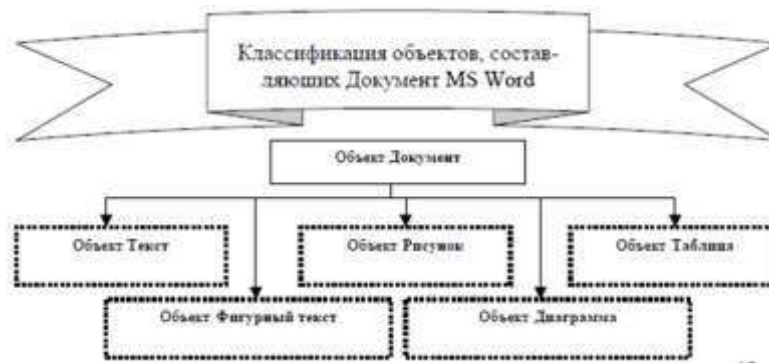 Классификация объектов, состав-
ляющих Документ MS Word
Объект Документ
Объект Текст
Объект Рисунок
Объект Таблица
Объект Фигурный текст
Объект Диаграмма